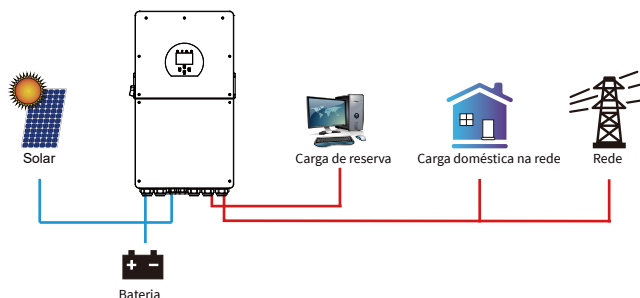 Solar
Carga de reserva
Carga doméstica na rede
Rede
Bateria